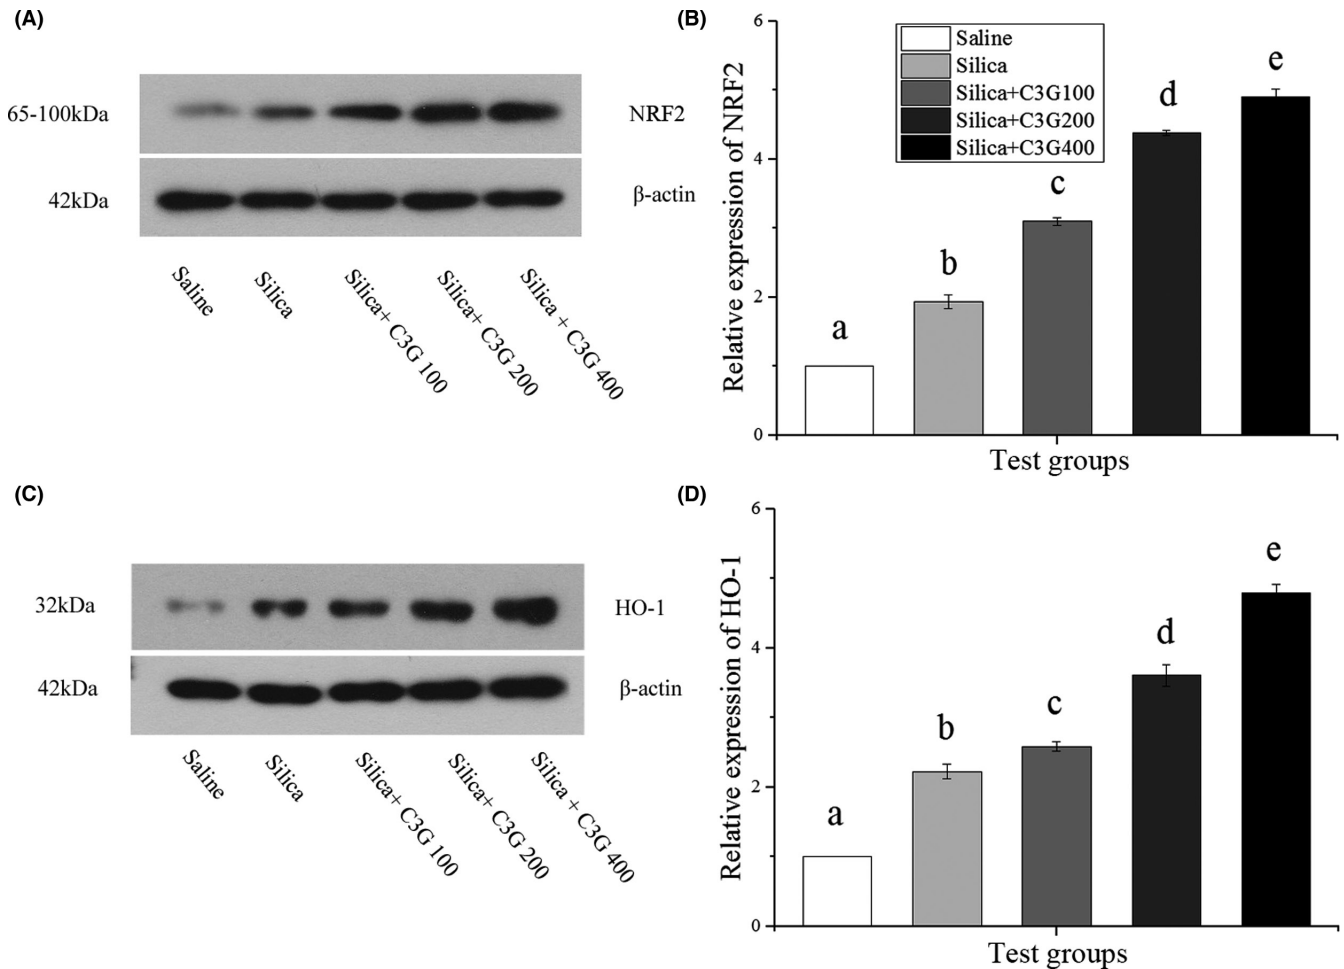 (A)
65-100kDa
NRF2
42kDa
β-actin
Saline
Silica
Silica+ C3G 100
Silica+ C3G 200
Silica + C3G 400
(B)
Relative expression of NRF2
6
4
2
0
Saline
Silica
Silica+C3G100
Silica+C3G200
Silica+C3G400
a
b
c
d
e
Test groups
(C)
32kDa
HO-1
42kDa
β-actin
Saline
Silica
Silica+ C3G 100
Silica+ C3G 200
Silica + C3G 400
(D)
Relative expression of HO-1
6
4
2
0
a
b
c
d
e
Test groups